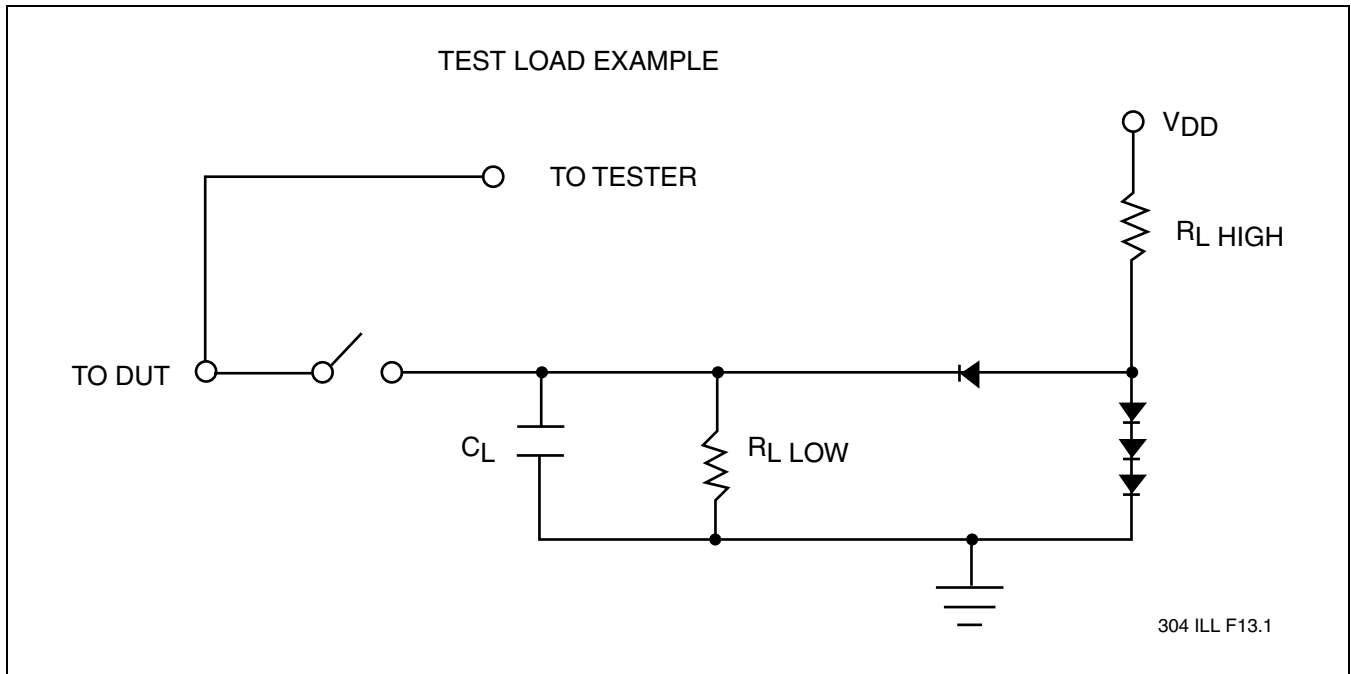 TEST LOAD EXAMPLE
VDD
TO TESTER
RL HIGH
TO DUT
CL
RL LOW
304 ILL F13.1